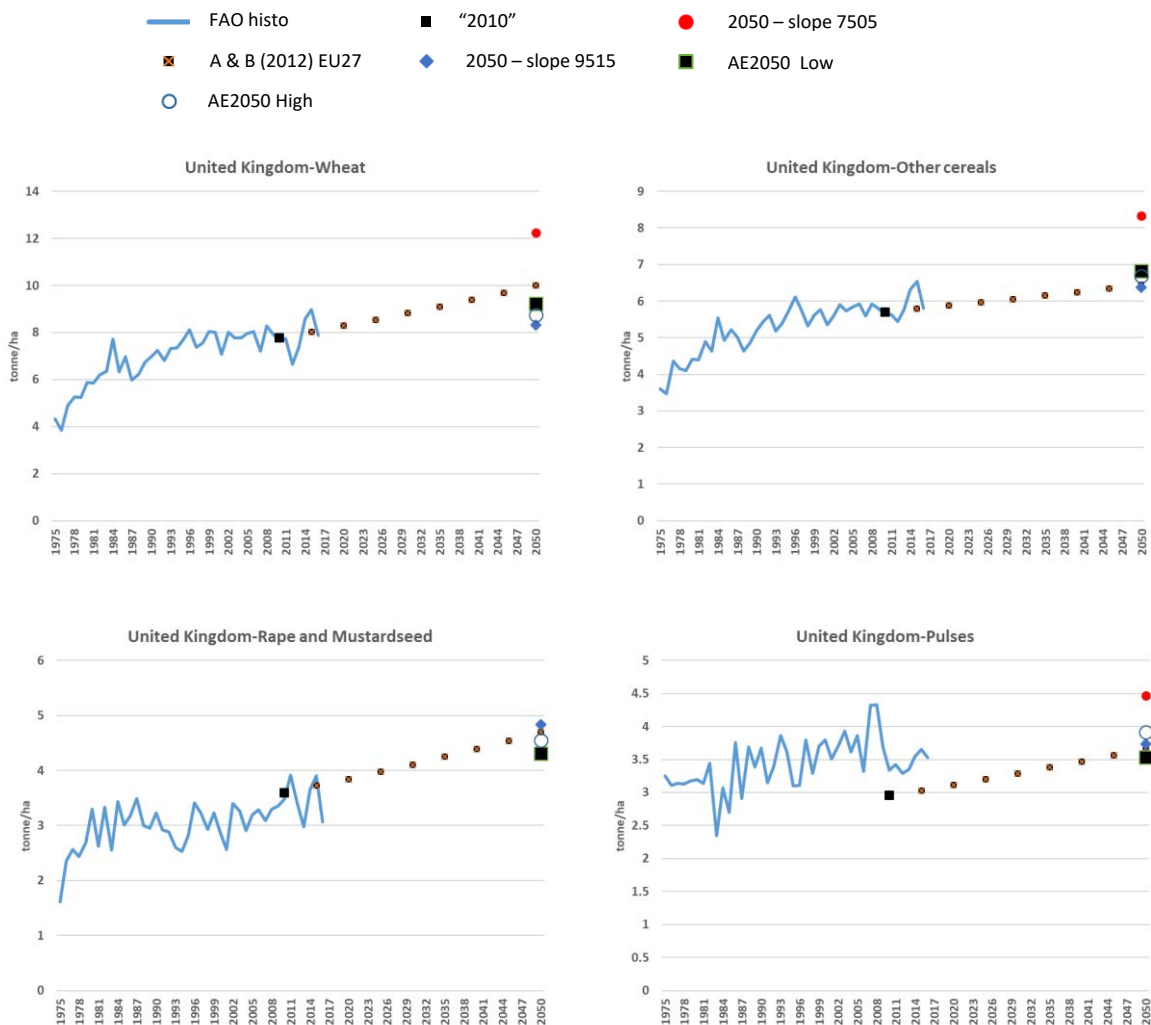 FAO histo
“2010”
2050 – slope 7505
A & B (2012) EU27
2050 – slope 9515
AE2050 Low
AE2050 High
United Kingdom-Wheat
14
12
10
8
6
4
2
0
tonne/ha
1975 1978 1981 1984 1987 1990 1993 1996 1999 2002 2005 2008 2011 2014 2017 2020 2023 2026 2029 2032 2035 2038 2041 2044 2047 2050
United Kingdom-Other cereals
9
8
7
6
5
4
3
2
1
0
tonne/ha
1975 1978 1981 1984 1987 1990 1993 1996 1999 2002 2005 2008 2011 2014 2017 2020 2023 2026 2029 2032 2035 2038 2041 2044 2047 2050
United Kingdom-Rape and Mustardseed
6
5
4
3
2
1
0
tonne/ha
1975 1978 1981 1984 1987 1990 1993 1996 1999 2002 2005 2008 2011 2014 2017 2020 2023 2026 2029 2032 2035 2038 2041 2044 2047 2050
United Kingdom-Pulses
5
4.5
4
3.5
3
2.5
2
1.5
1
0.5
0
tonne/ha
1975 1978 1981 1984 1987 1990 1993 1996 1999 2002 2005 2008 2011 2014 2017 2020 2023 2026 2029 2032 2035 2038 2041 2044 2047 2050